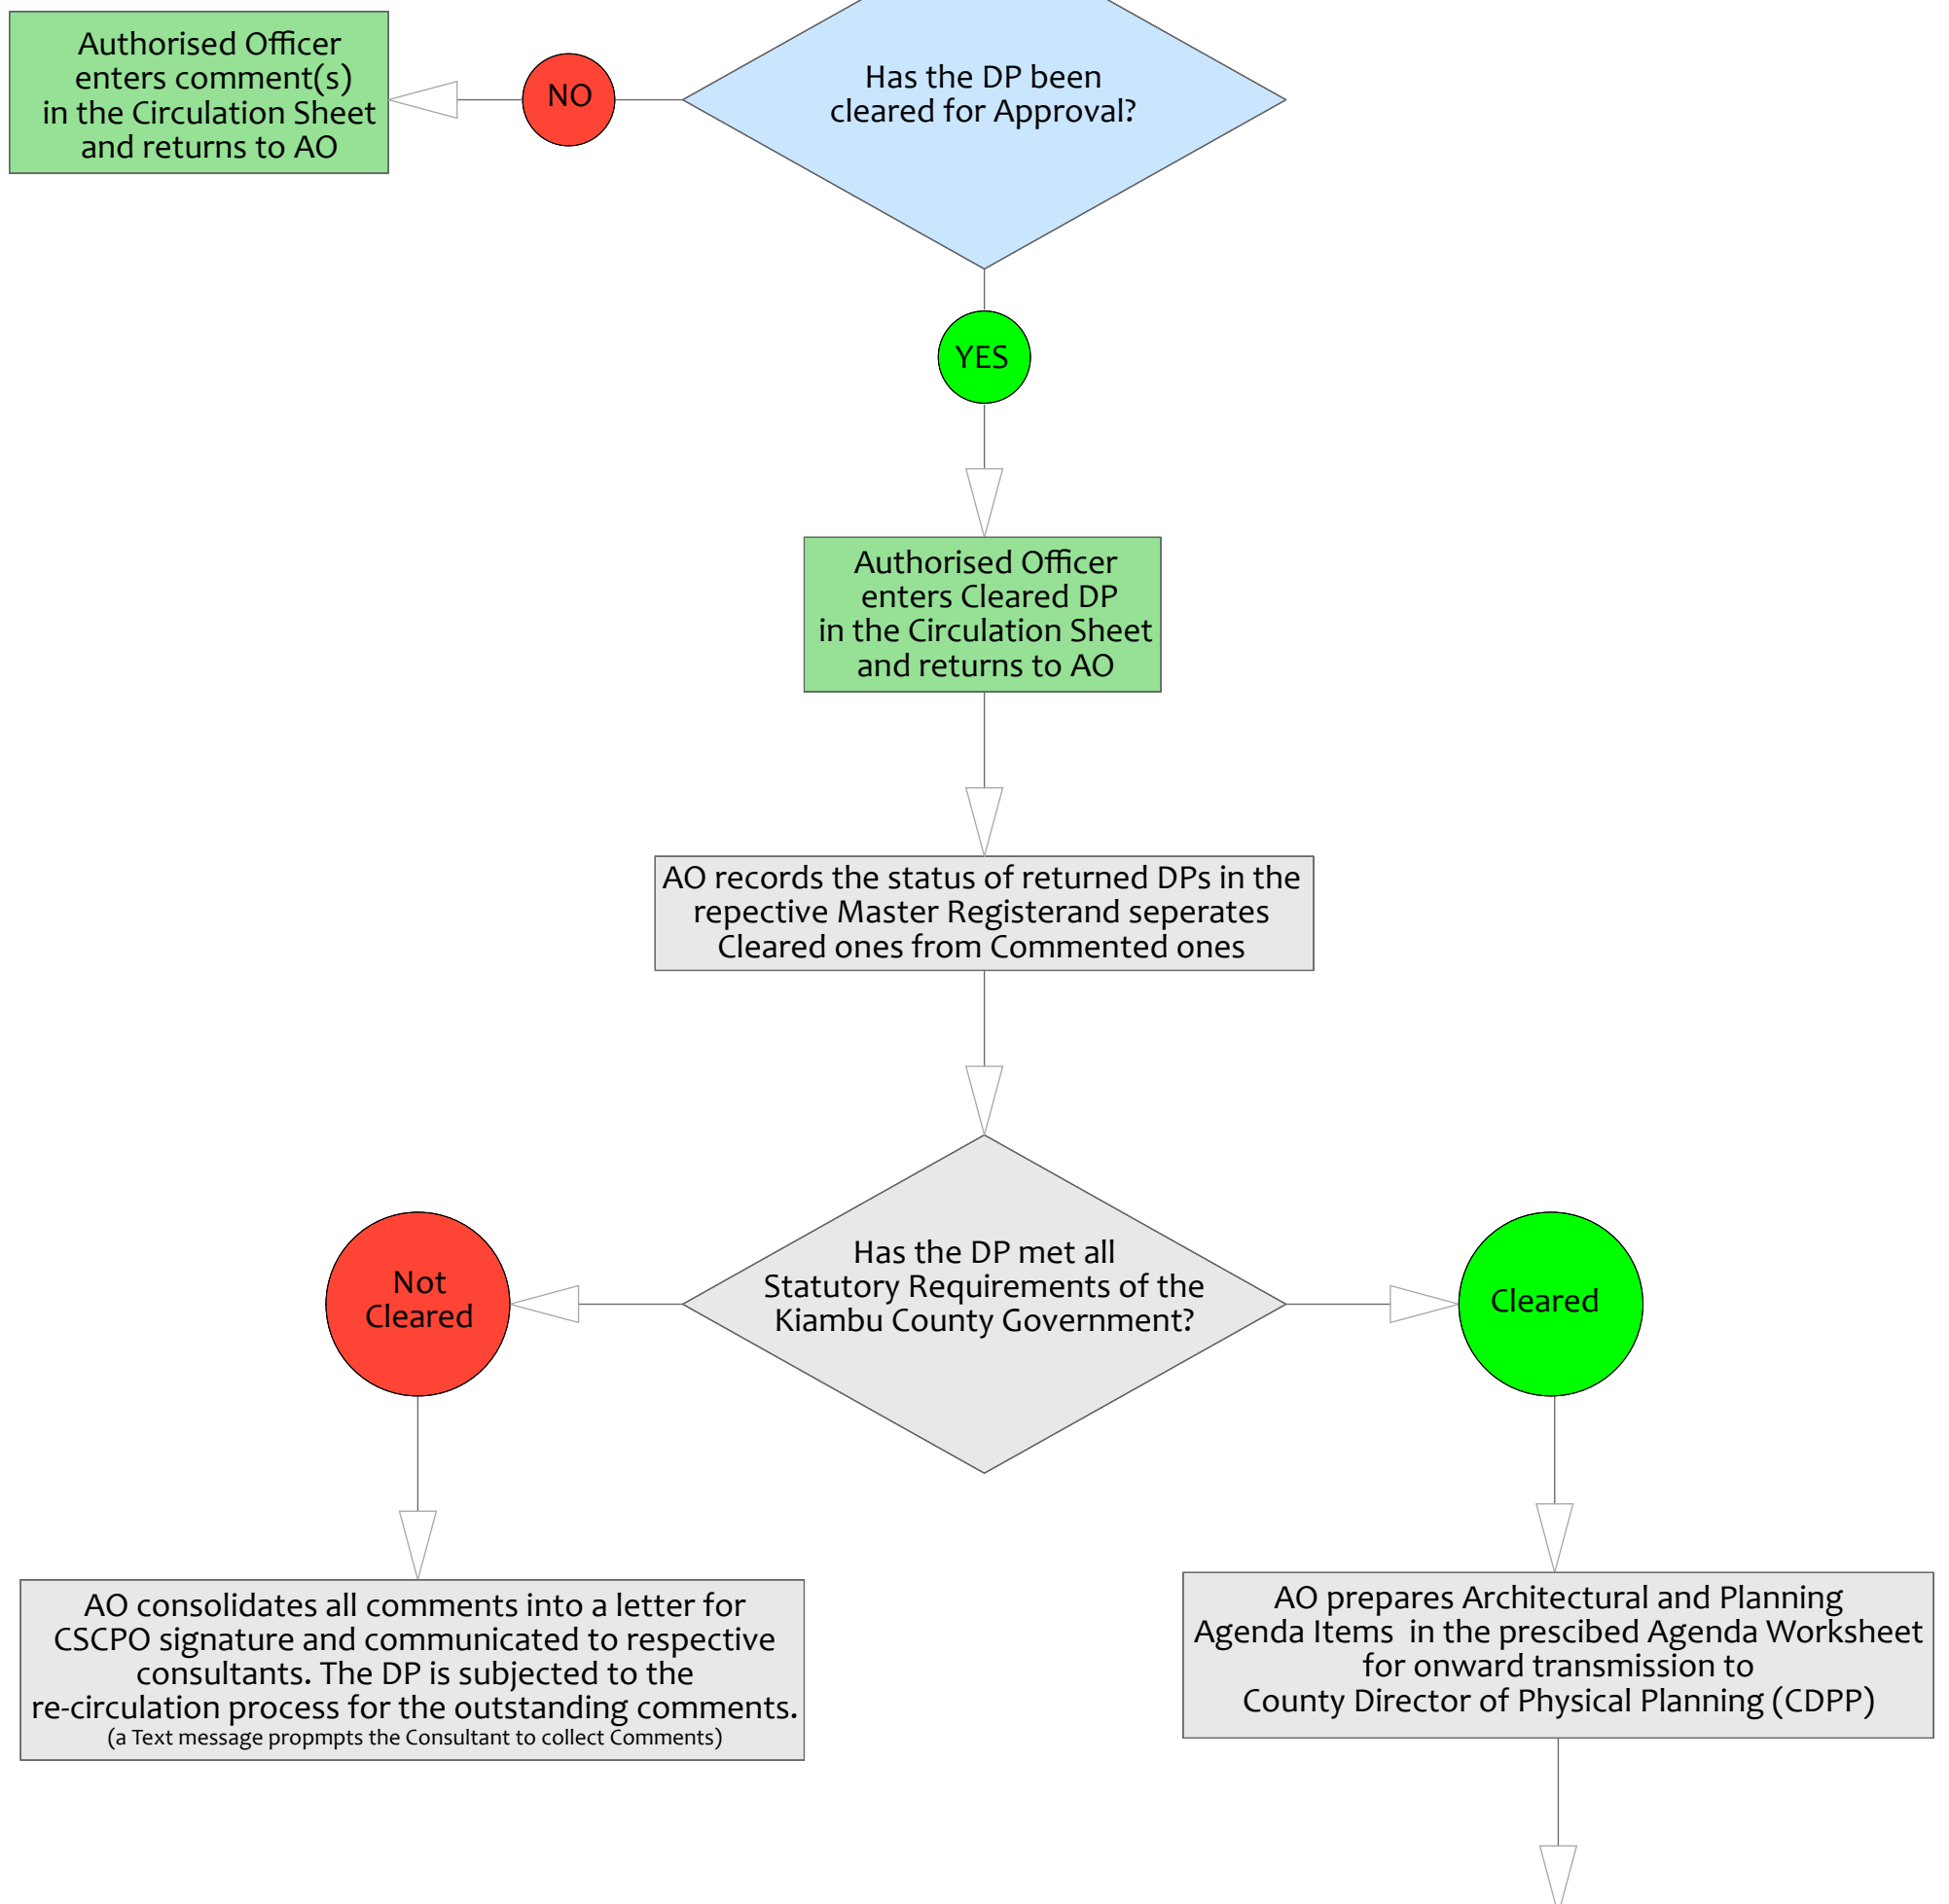 Authorised Officer
enters comment(s)
in the Circulation Sheet
and returns to AO
NO
Has the DP been
cleared for Approval?
YES
Authorised Officer
enters Cleared DP
in the Circulation Sheet
and returns to AO
AO records the status of returned DPs in the
repective Master Registerand seperates
Cleared ones from Commented ones
Has the DP met all
Statutory Requirements of the
Kiambu County Government?
Not
Cleared
Cleared
AO consolidates all comments into a letter for
CSCPO signature and communicated to respective
consultants. The DP is subjected to the
re-circulation process for the outstanding comments.
(a Text message propmpts the Consultant to collect Comments)
AO prepares Architectural and Planning
Agenda Items in the prescibed Agenda Worksheet
for onward transmission to
County Director of Physical Planning (CDPP)